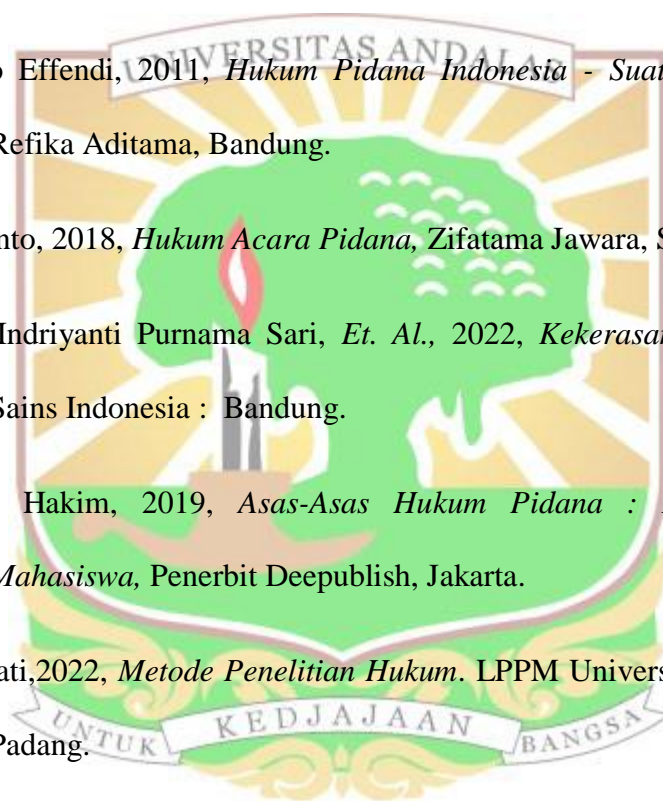 UNIVERSITAS ANDALAS
o Effendi, 2011, Hukum Pidana Indonesia - Suat
Refika Aditama, Bandung.
nto, 2018, Hukum Acara Pidana, Zifatama Jawara, S
Indriyanti Purnama Sari, Et. Al., 2022, Kekerasan
Sains Indonesia : Bandung.
Hakim, 2019, Asas-Asas Hukum Pidana :
Mahasiswa, Penerbit Deepublish, Jakarta.
ati,2022, Metode Penelitian Hukum. LPPM Univers
Padang.
UNTUK KEDJAJAAN BANGSA